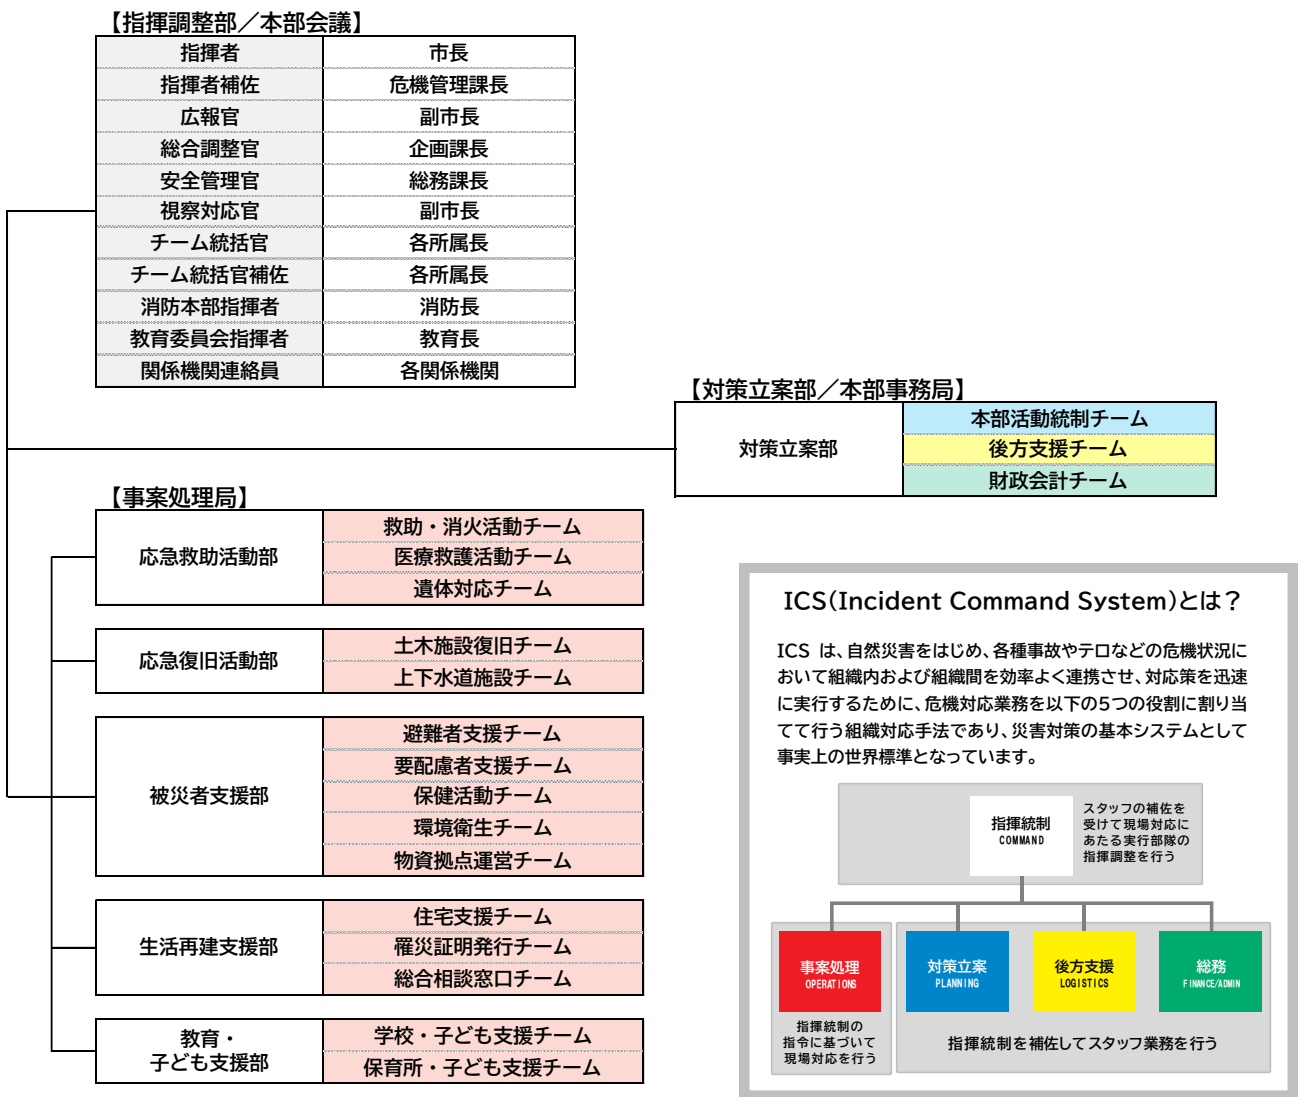 【指揮調整部／本部会議】
指揮者 市長
指揮者補佐 危機管理課長
広報官 副市長
総合調整官 企画課長
安全管理官 総務課長
視察対応官 副市長
チーム統括官 各所属長
チーム統括官補佐 各所属長
消防本部指揮者 消防長
教育委員会指揮者 教育長
関係機関連絡員 各関係機関
【対策立案部／本部事務局】
対策立案部
本部活動統制チーム
後方支援チーム
財政会計チーム
【事案処理局】
応急救助活動部
救助・消火活動チーム
医療救護活動チーム
遺体対応チーム
応急復旧活動部
土木施設復旧チーム
上下水道施設チーム
被災者支援部
避難者支援チーム
要配慮者支援チーム
保健活動チーム
環境衛生チーム
物資拠点運営チーム
生活再建支援部
住宅支援チーム
罹災証明発行チーム
総合相談窓口チーム
教育・
子ども支援部
学校・子ども支援チーム
保育所・子ども支援チーム
ICS（Incident Command System）とは？
ICS は、自然災害をはじめ、各種事故やテロなどの危機状況に
おいて組織内および組織間を効率よく連携させ、対応策を迅速
に実行するために、危機対応業務を以下の5つの役割に割り当
てて行う組織対応手法であり、災害対策の基本システムとして
事実上の世界標準となっています。
指揮統制
COMMAND
スタッフの補佐を
受けて現場対応に
あたる実行部隊の
指揮調整を行う
事案処理
OPERATIONS
対策立案
PLANNING
後方支援
LOGISTICS
総務
FINANCE/ADMIN
指揮統制の
指令に基づいて
現場対応を行う
指揮統制を補佐してスタッフ業務を行う